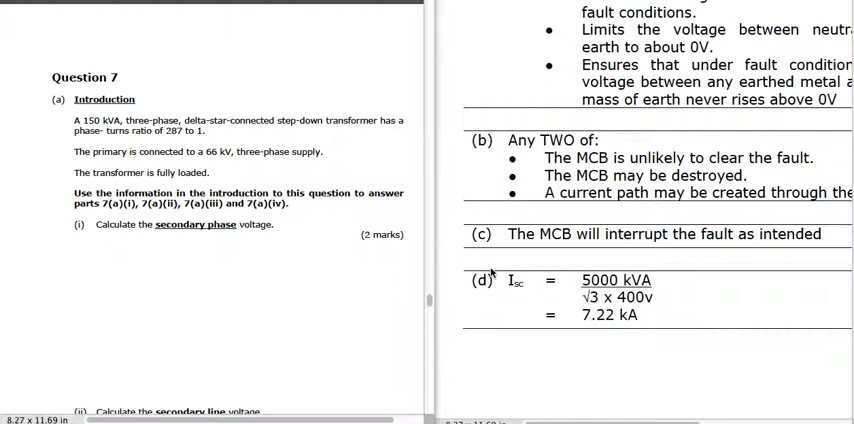 Question 7
(a) Introduction
A 150 kVA, three-phase, delta-star-connected step-down transformer has a
phase- turns ratio of 287 to 1.
The primary is connected to a 66 kV, three-phase supply.
The transformer is fully loaded.
Use the information in the introduction to this question to answer
parts 7(a)(i), 7(a)(ii), 7(a)(iii) and 7(a)(iv).
(i) Calculate the secondary phase voltage.
(2 marks)
(ii) Calculate the secondary line voltage
8.27 x 11.69 in
fault conditions.
• Limits the voltage between
earth to about 0V.
• Ensures that under fault
voltage between any earthed metal
mass of earth never rises above 0V
(b) Any TWO of:
• The MCB is unlikely to clear the fault.
• The MCB may be destroyed.
• A current path may be created through the
(c) The MCB will interrupt the fault as intended
(d) Isc = 5000 kVA
√3 x 400v
= 7.22 kA